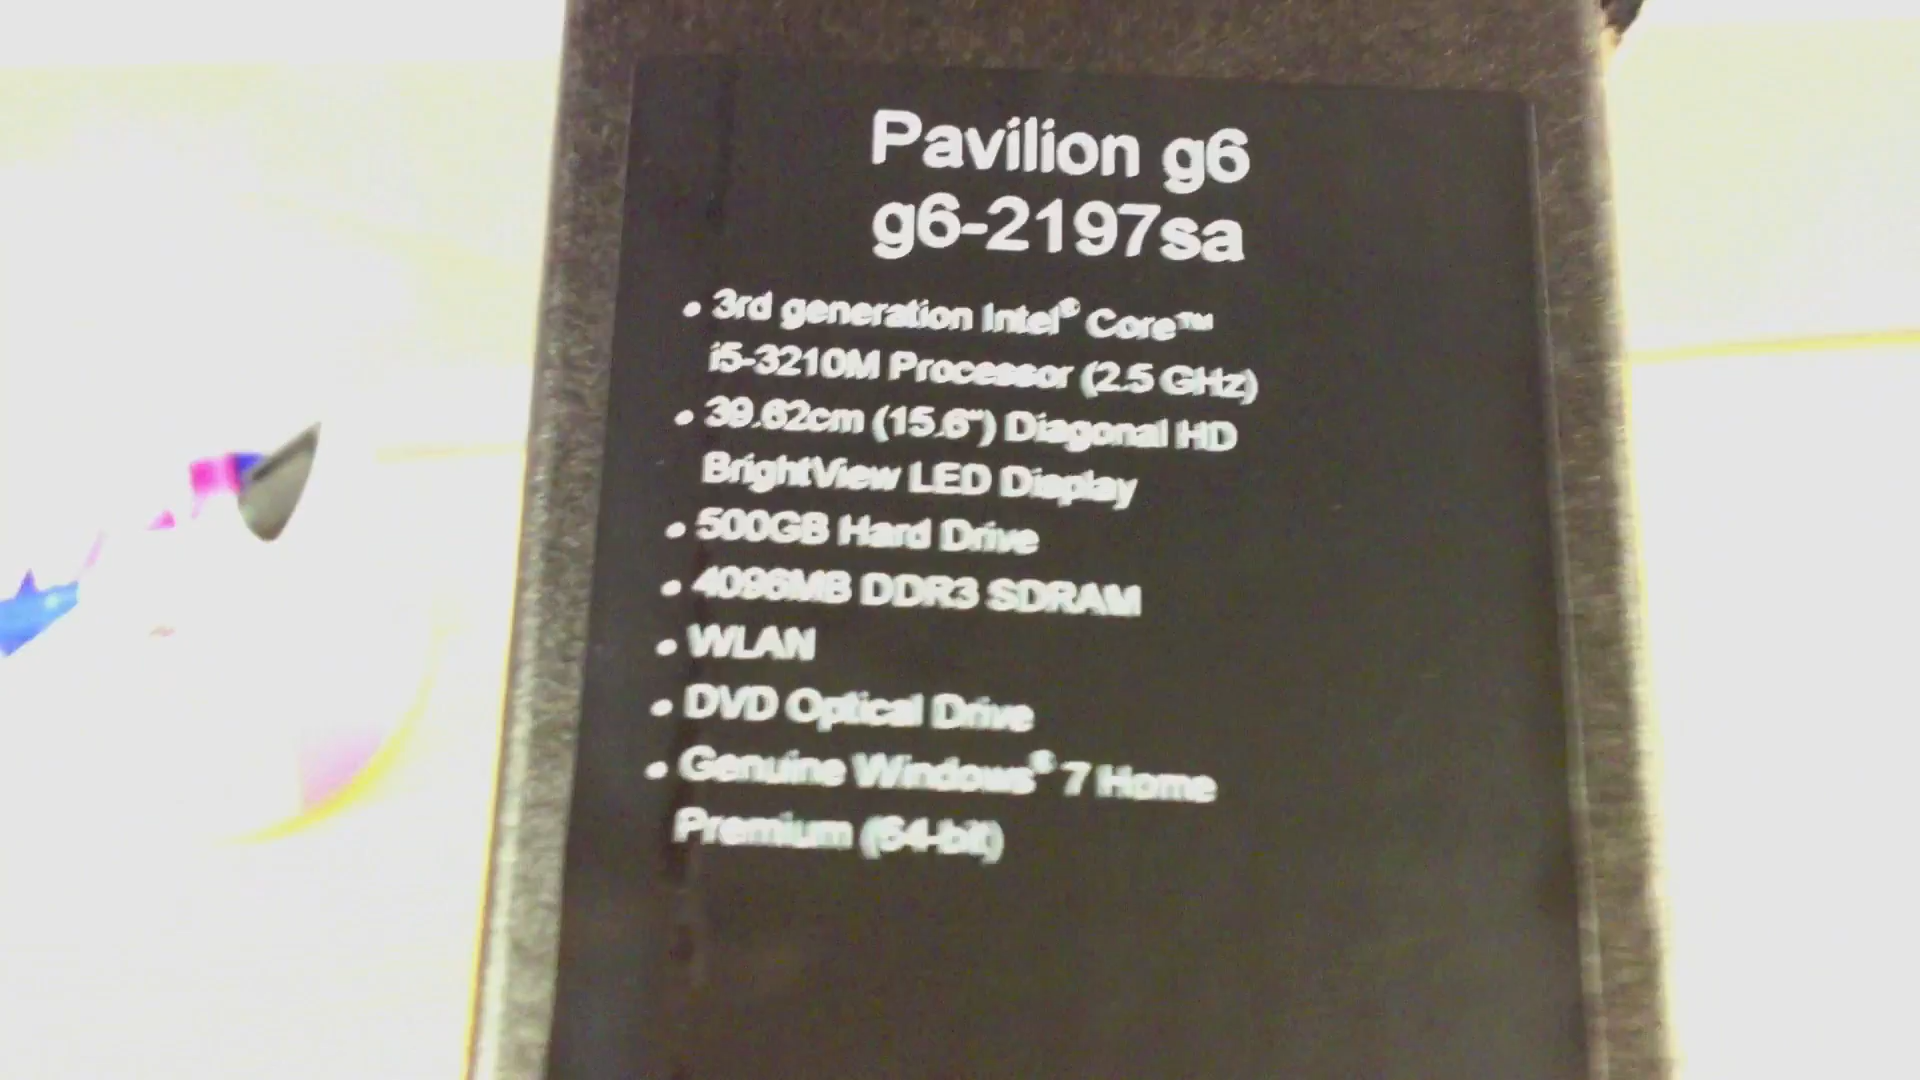 Pavilion g6
g6-2197sa
• 3rd generation Intel® Core™
i5-3210M Processor (2.5 GHz)
• 39.62cm (15.6") Diagonal HD
BrightView LED Display
• 500GB Hard Drive
• 4096MB DDR3 SDRAM
• WLAN
• DVD Optical Drive
• Genuine Windows® 7 Home
Premium (64-bit)